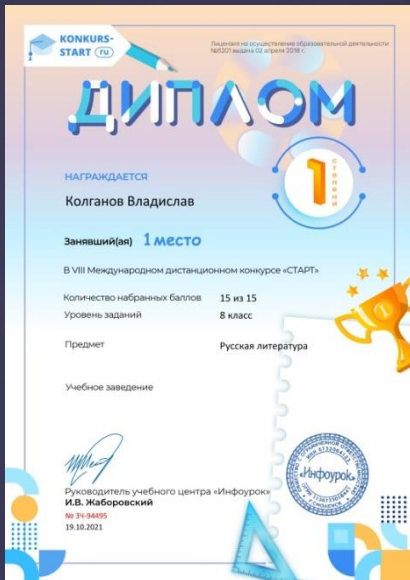 KONKURS-
START ru
Лицензия на осуществление образовательной деятельности
№5201 выдана 02 апреля 2018 г.
ДИПЛОМ
1
СТЕПЕНИ
НАГРАЖДАЕТСЯ
Колганов Владислав
Занявший(ая) 1 место
В VIII Международном дистанционном конкурсе «СТАРТ»
Количество набранных баллов 15 из 15
Уровень заданий 8 класс
Предмет Русская литература
Учебное заведение
Руководитель учебного центра «Инфоурок»
И.В. Жаборовский
№ ЗЧ-94495
19.10.2021
«Инфоурок»